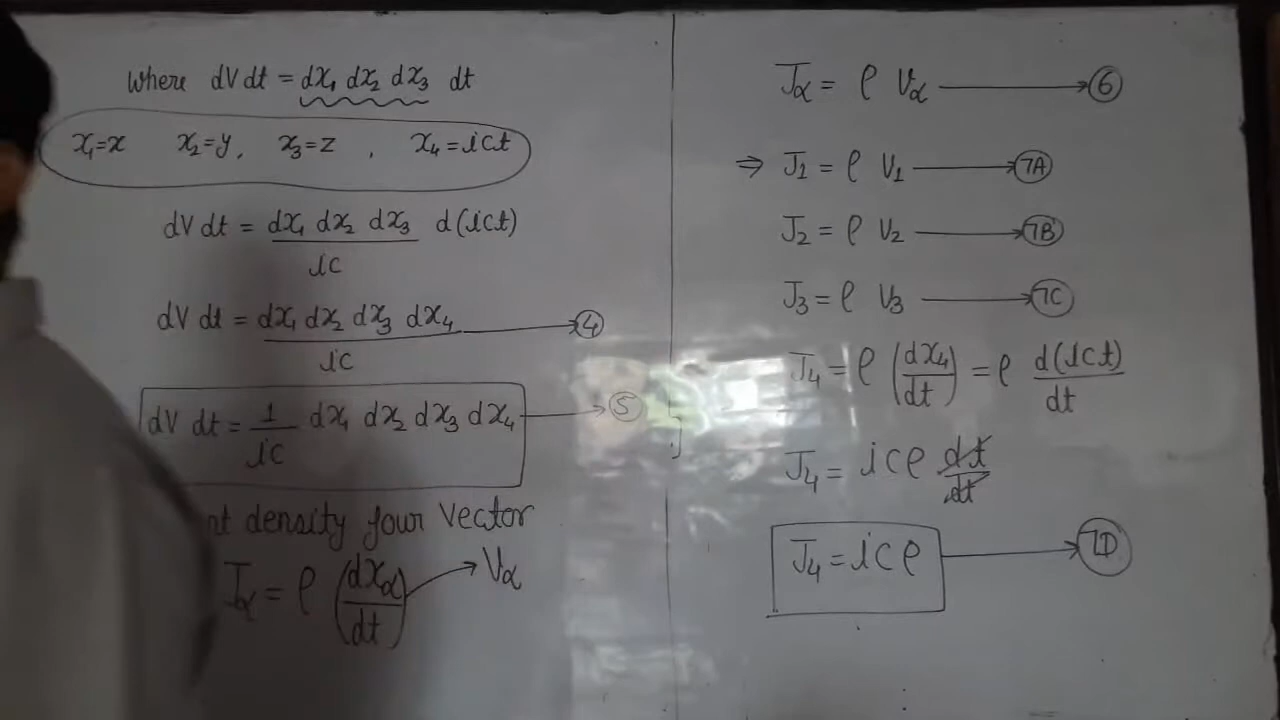 Where dV dt = dx₁ dx₂ dx₃ dt
x₁=x x₂=y, x₃=z , x₄=ict
dV dt = dx₁ dx₂ dx₃ d(ict)
ic
dV dt = dx₁ dx₂ dx₃ dx₄ → 4
ic
dV dt = 1/ic dx₁ dx₂ dx₃ dx₄ → 5
density four vector
Jα = ρ (dxα/dt) → Vα
Jα = ρ Vα → 6
⇒ J₁ = ρ V₁ → 7A
J₂ = ρ V₂ → 7B
J₃ = ρ V₃ → 7C
J₄ = ρ (dx₄/dt) = ρ d(ict)/dt
J₄ = icρ dt/dt
J₄ = icρ → 7D